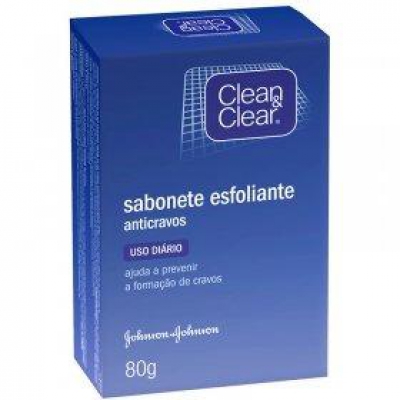 Clean &
Clear®
sabonete esfoliante
anticravos
USO DIÁRIO
ajuda a prevenir
a formação de cravos
Johnson & Johnson
80g